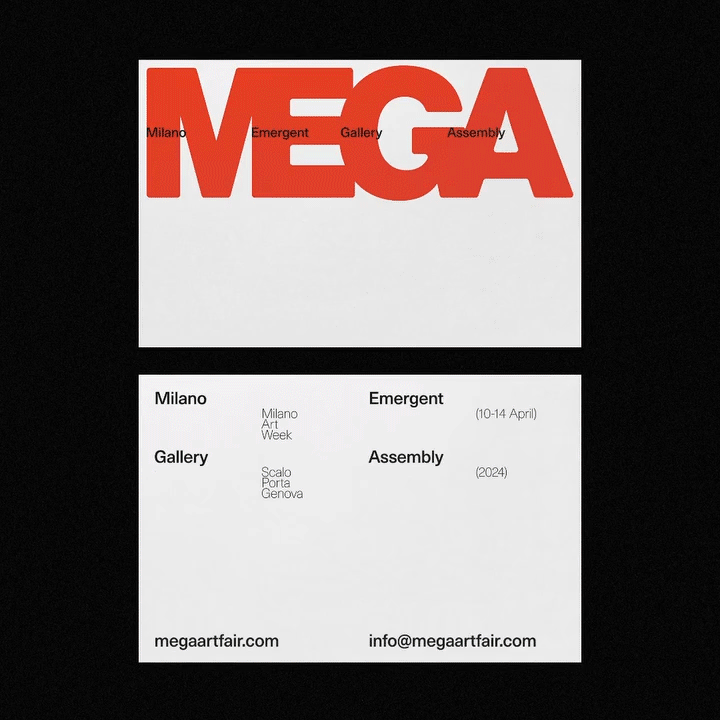 MEGA
Milano Emergent Gallery Assembly
Milano Emergent
Milano (10-14 April)
Art
Week
Gallery Assembly
Scalo (2024)
Porta
Genova
megaartfair.com info@megaartfair.com